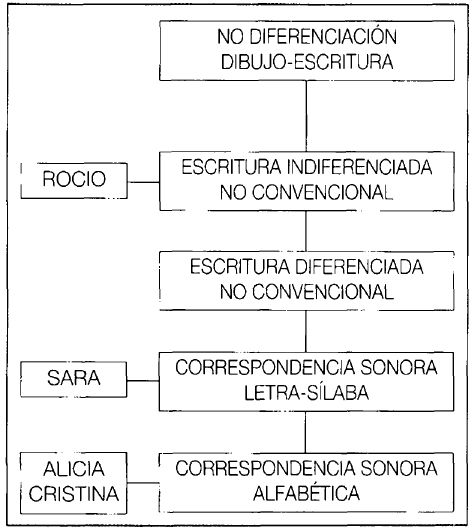 NO DIFERENCIACIÓN
DIBUJO-ESCRITURA
ROCIO
ESCRITURA INDIFERENCIADA
NO CONVENCIONAL
ESCRITURA DIFERENCIADA
NO CONVENCIONAL
SARA
CORRESPONDENCIA SONORA
LETRA-SÍLABA
ALICIA
CRISTINA
CORRESPONDENCIA SONORA
ALFABÉTICA